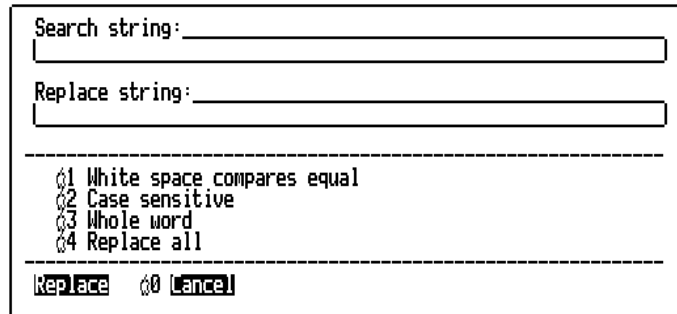 Search string:
Replace string:
1 White space compares equal
2 Case sensitive
3 Whole word
4 Replace all
Replace 0 Cancel